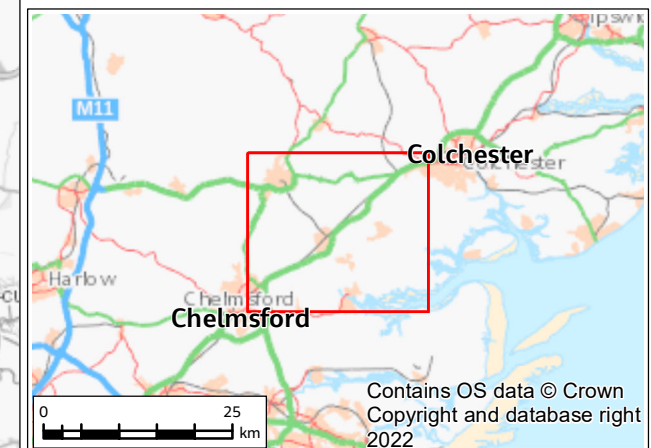 M11
Colchester
Colchester
Harlow
Chelmsford
Chelmsford
0 25
km
Contains OS data © Crown
Copyright and database right
2022